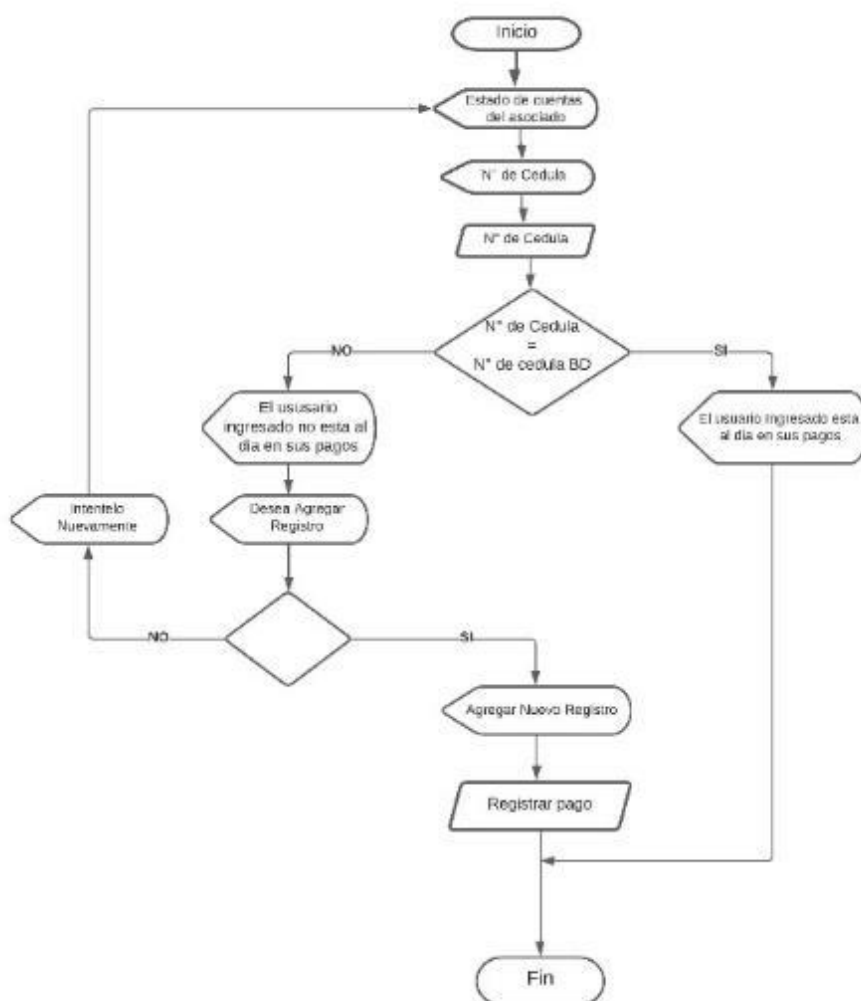 Inicio
Estado de cuentas
del asociado
N° de Cedula
N° de Cedula
N° de Cedula
=
N° de cedula BD
NO
SI
El ususario
ingresado no esta al
dia en sus pagos
El usuario ingresado esta
al dia en sus pagos
Intentelo
Nuevamente
Desea Agregar
Registro
NO
SI
Agregar Nuevo Registro
Registrar pago
Fin